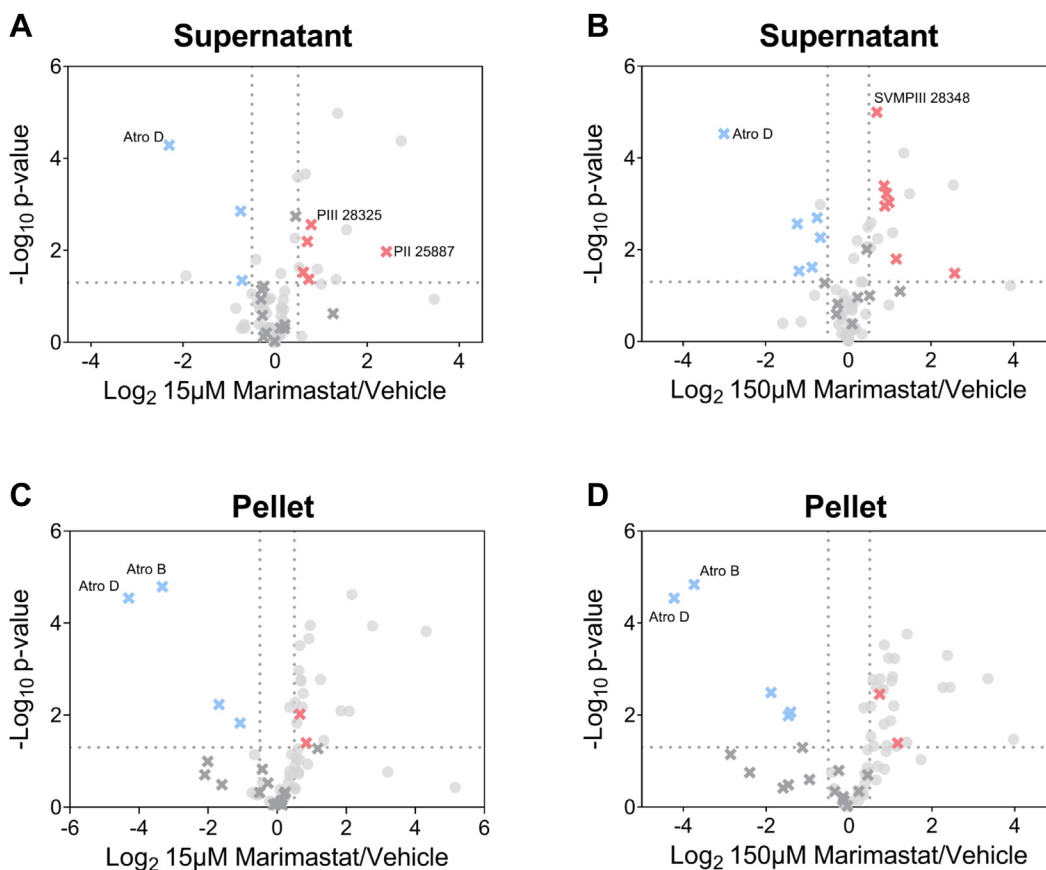 A
Supernatant
6
4
2
0
-4
-2
0
2
4
-Log10 p-value
Atro D
PIII 28325
PII 25887
Log2 15µM Marimastat/Vehicle
B
Supernatant
6
4
2
0
-4
-2
0
2
4
-Log10 p-value
SVMPIII 28348
Atro D
Log2 150µM Marimastat/Vehicle
C
Pellet
6
4
2
0
-6
-4
-2
0
2
4
6
-Log10 p-value
Atro B
Atro D
Log2 15µM Marimastat/Vehicle
D
Pellet
6
4
2
0
-4
-2
0
2
4
-Log10 p-value
Atro B
Atro D
Log2 150µM Marimastat/Vehicle